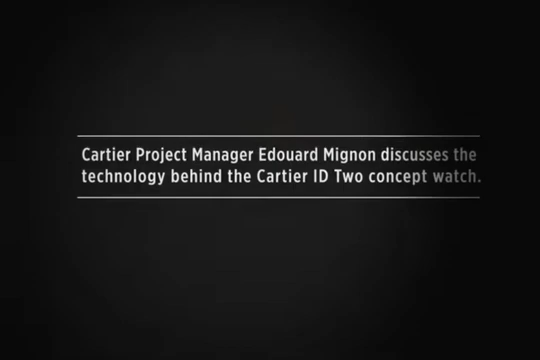 Cartier Project Manager Edouard Mignon discusses the
technology behind the Cartier ID Two concept watch.